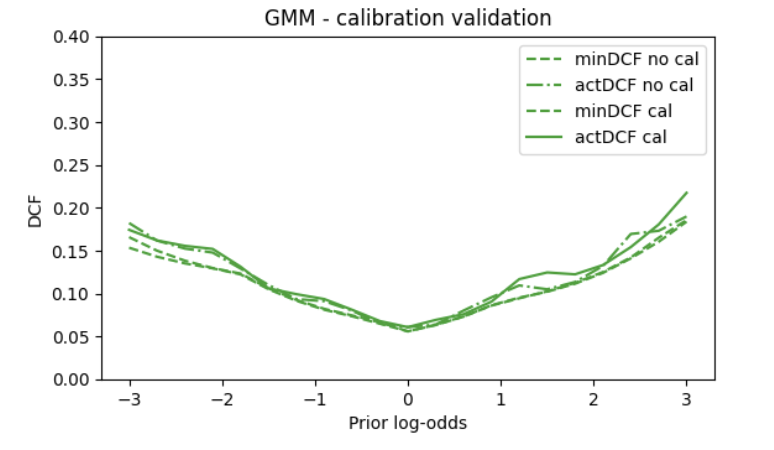 GMM - calibration validation
0.40
0.35
0.30
0.25
0.20
0.15
0.10
0.05
0.00
DCF
minDCF no cal
actDCF no cal
minDCF cal
actDCF cal
−3
−2
−1
0
1
2
3
Prior log-odds